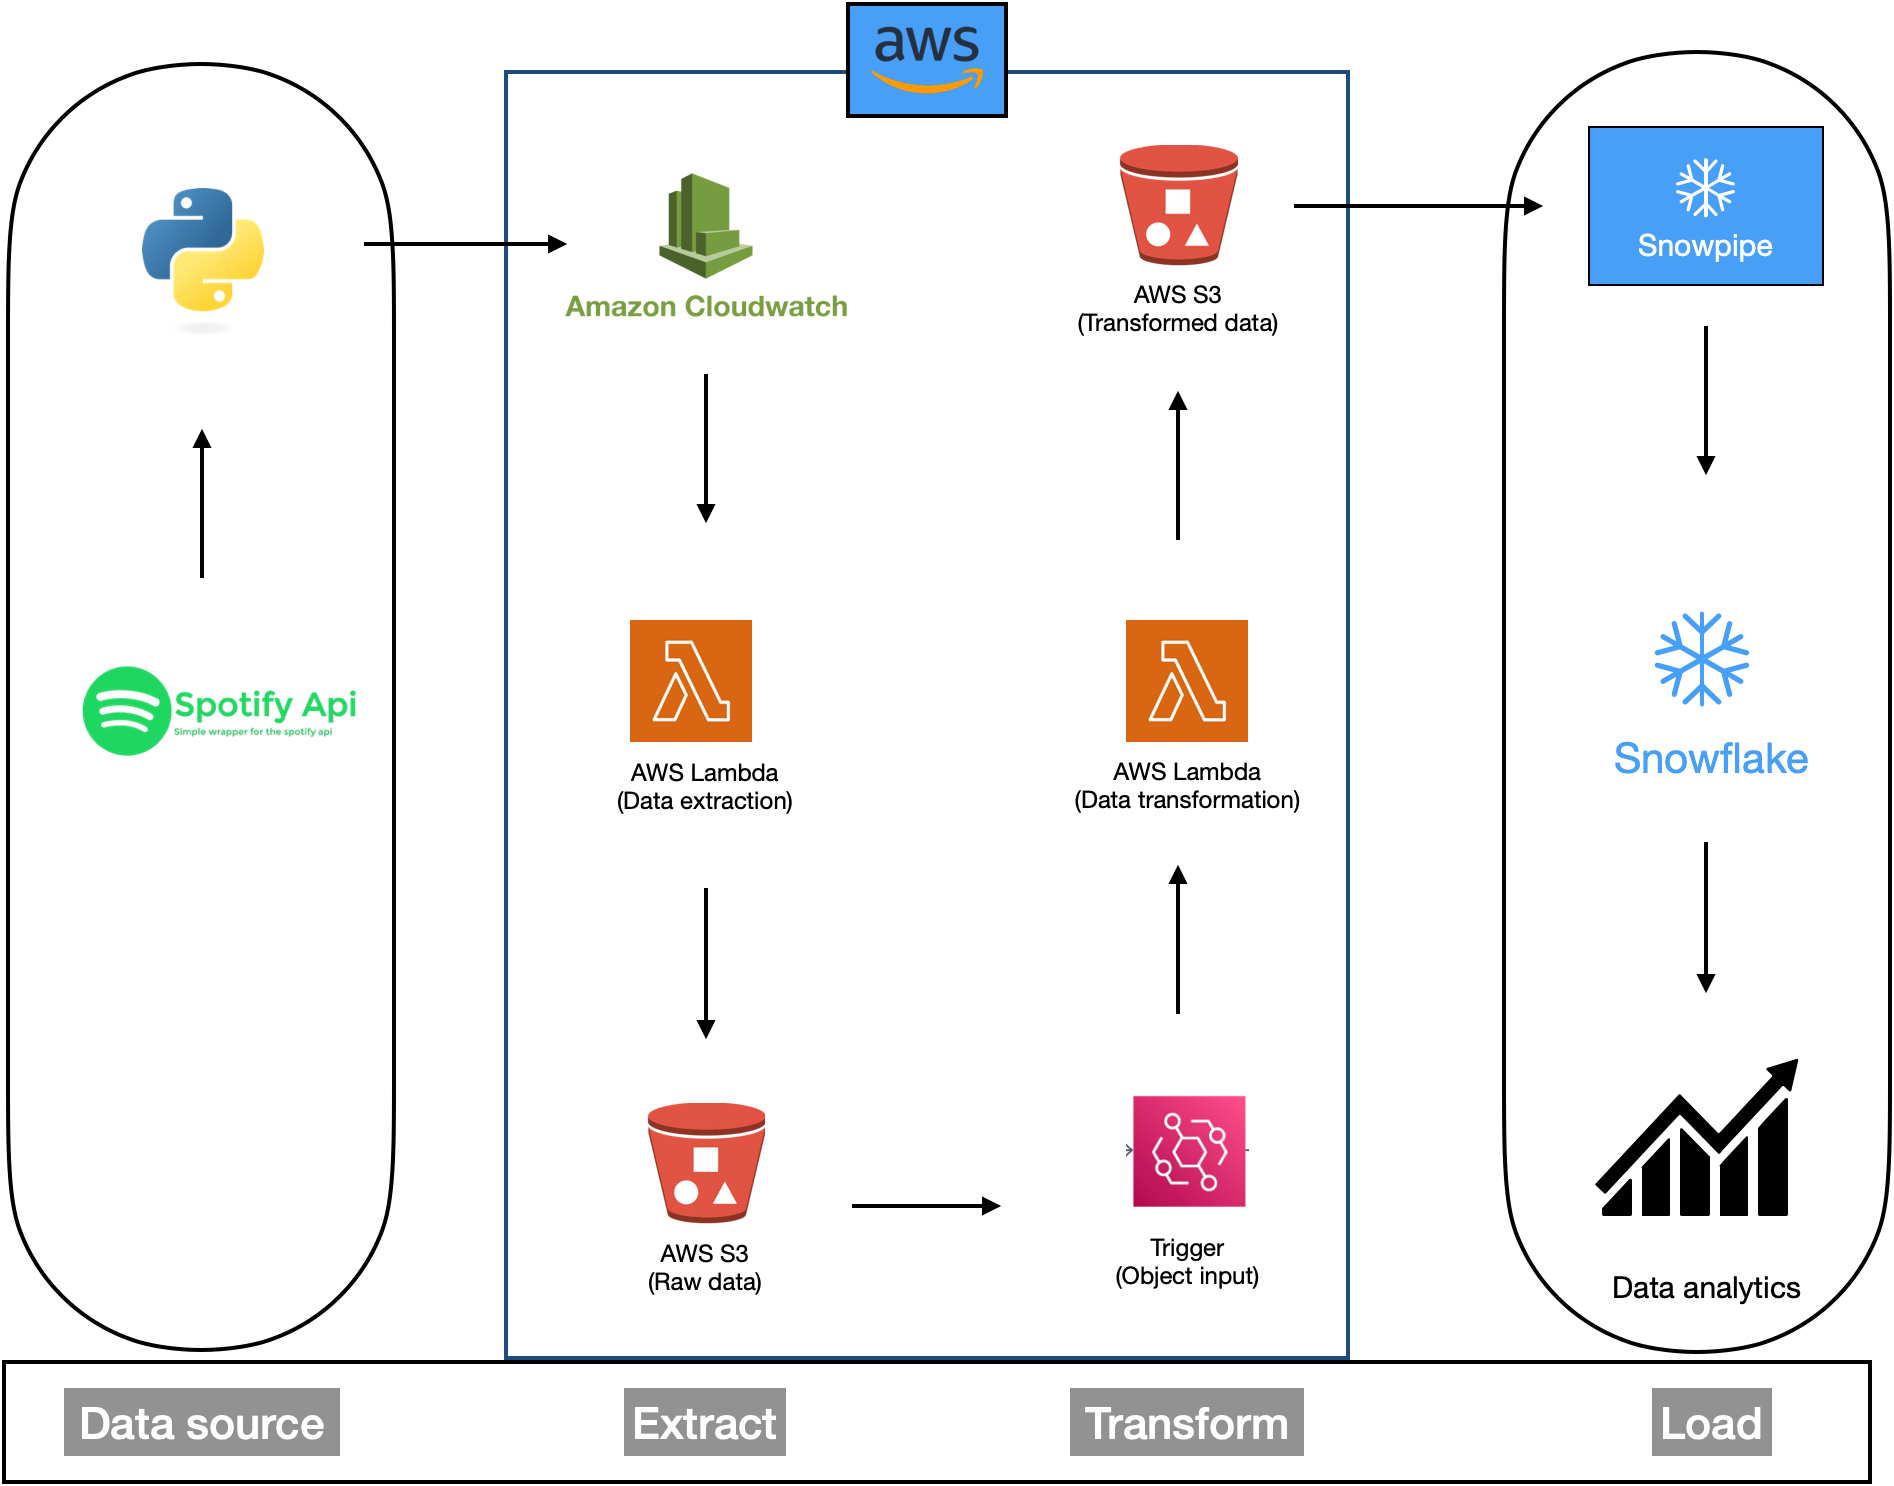 aws
Amazon Cloudwatch
AWS S3
(Transformed data)
Snowpipe
Spotify Api
Simple wrapper for the spotify api
AWS Lambda
(Data extraction)
AWS Lambda
(Data transformation)
Snowflake
AWS S3
(Raw data)
Trigger
(Object input)
Data analytics
Data source
Extract
Transform
Load